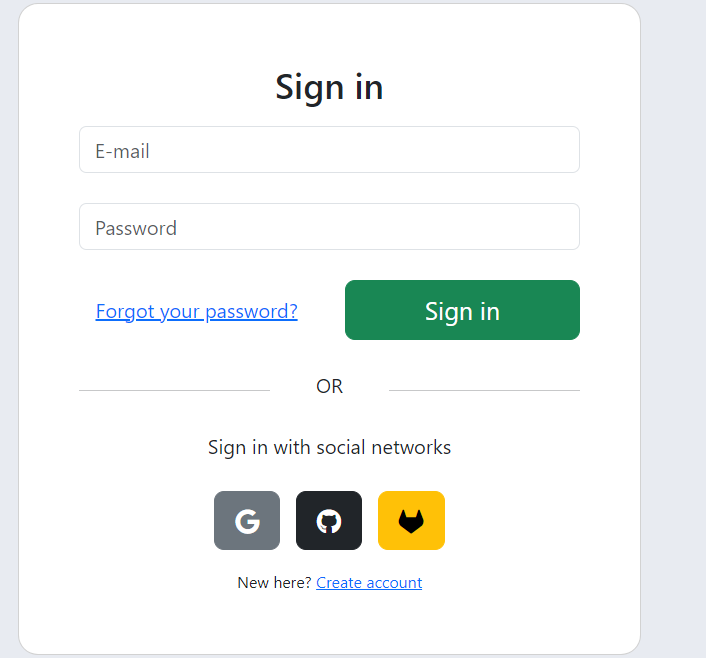 Sign in
E-mail
Password
Forgot your password? Sign in
OR
Sign in with social networks
New here? Create account